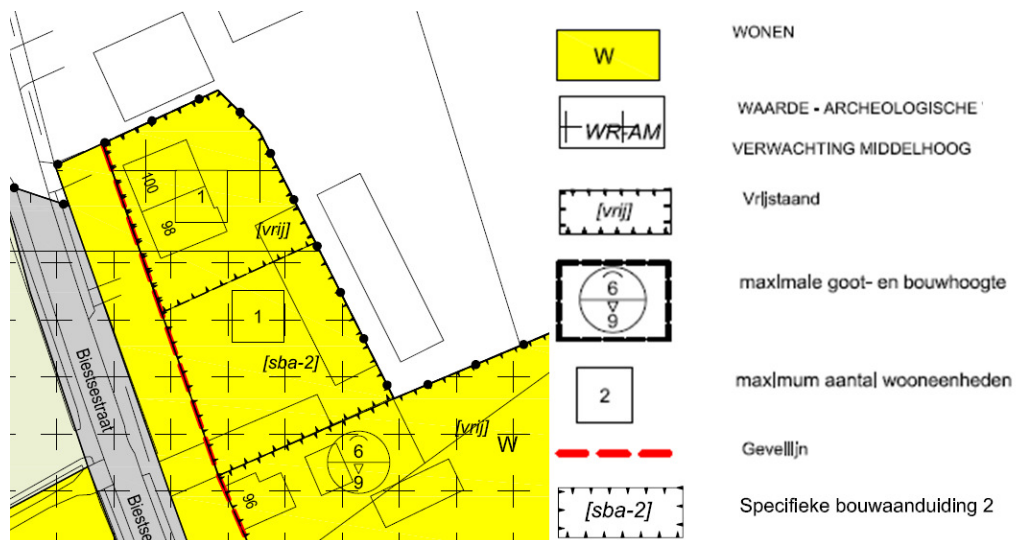 100
1
98
[vrij]
1
[sba-2]
Biestsestraat
[vrij]
W
6
9
96
Biestse
W
WONEN
WR-AM
WAARDE - ARCHEOLOGISCHE
VERWACHTING MIDDELHOOG
[vrij]
Vrijstaand
6
9
maximale goot- en bouwhoogte
2
maximum aantal wooneenheden
Gevellijn
[sba-2]
Specifieke bouwaanduiding 2